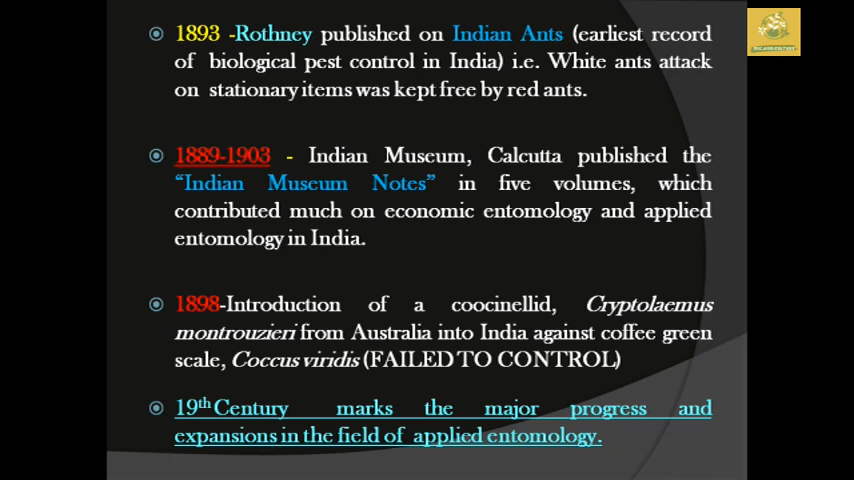 1893 -Rothney published on Indian Ants (earliest record
of biological pest control in India) i.e. White ants attack
on stationary items was kept free by red ants.
1889-1903 - Indian Museum, Calcutta published the
“Indian Museum Notes” in five volumes, which
contributed much on economic entomology and applied
entomology in India.
1898-Introduction of a coocinellid, Cryptolaemus
montrouzieri from Australia into India against coffee green
scale, Coccus viridis (FAILED TO CONTROL)
19th Century marks the major progress and
expansions in the field of applied entomology.